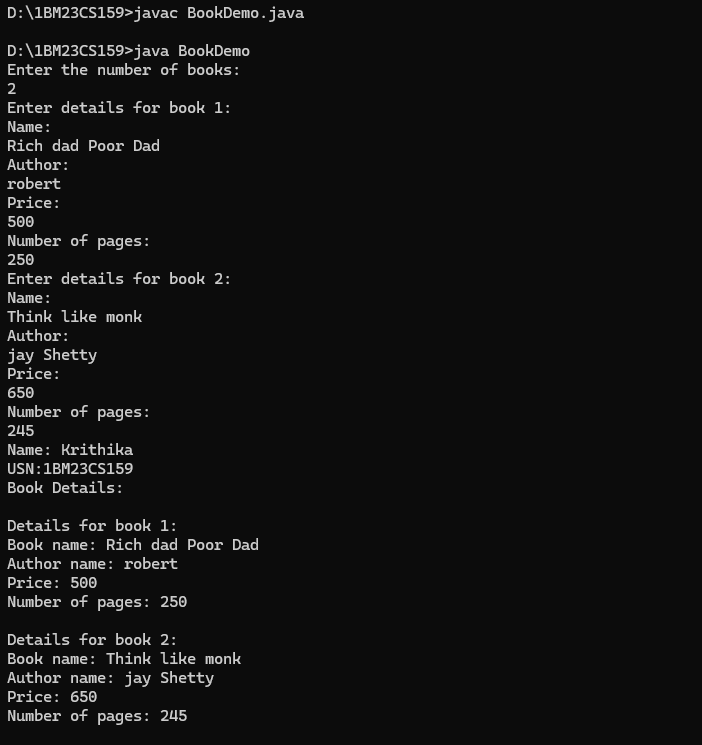 D:\1BM23CS159>javac BookDemo.java

D:\1BM23CS159>java BookDemo
Enter the number of books:
2
Enter details for book 1:
Name:
Rich dad Poor Dad
Author:
robert
Price:
500
Number of pages:
250
Enter details for book 2:
Name:
Think like monk
Author:
jay Shetty
Price:
650
Number of pages:
245
Name: Krithika
USN:1BM23CS159
Book Details:

Details for book 1:
Book name: Rich dad Poor Dad
Author name: robert
Price: 500
Number of pages: 250

Details for book 2:
Book name: Think like monk
Author name: jay Shetty
Price: 650
Number of pages: 245